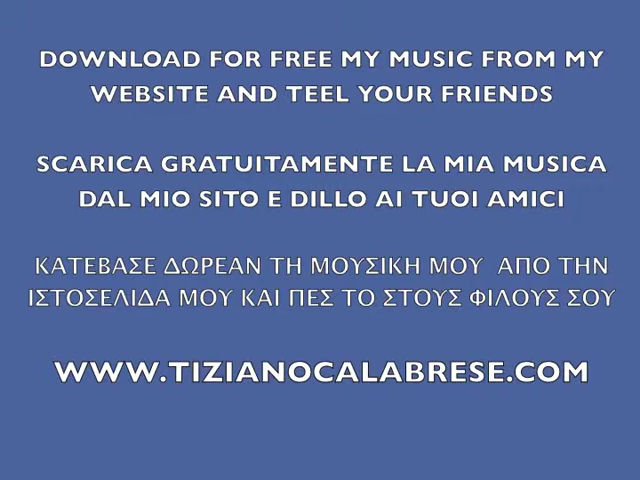 DOWNLOAD FOR FREE MY MUSIC FROM MY
WEBSITE AND TEEL YOUR FRIENDS
SCARICA GRATUITAMENTE LA MIA MUSICA
DAL MIO SITO E DILLO AI TUOI AMICI
ΚΑΤΕΒΑΣΕ ΔΩΡΕΑΝ ΤΗ ΜΟΥΣΙΚΗ ΜΟΥ ΑΠΟ ΤΗΝ
ΙΣΤΟΣΕΛΙΔΑ ΜΟΥ ΚΑΙ ΠΕΣ ΤΟ ΣΤΟΥΣ ΦΙΛΟΥΣ ΣΟΥ
WWW.TIZIANOCALABRESE.COM